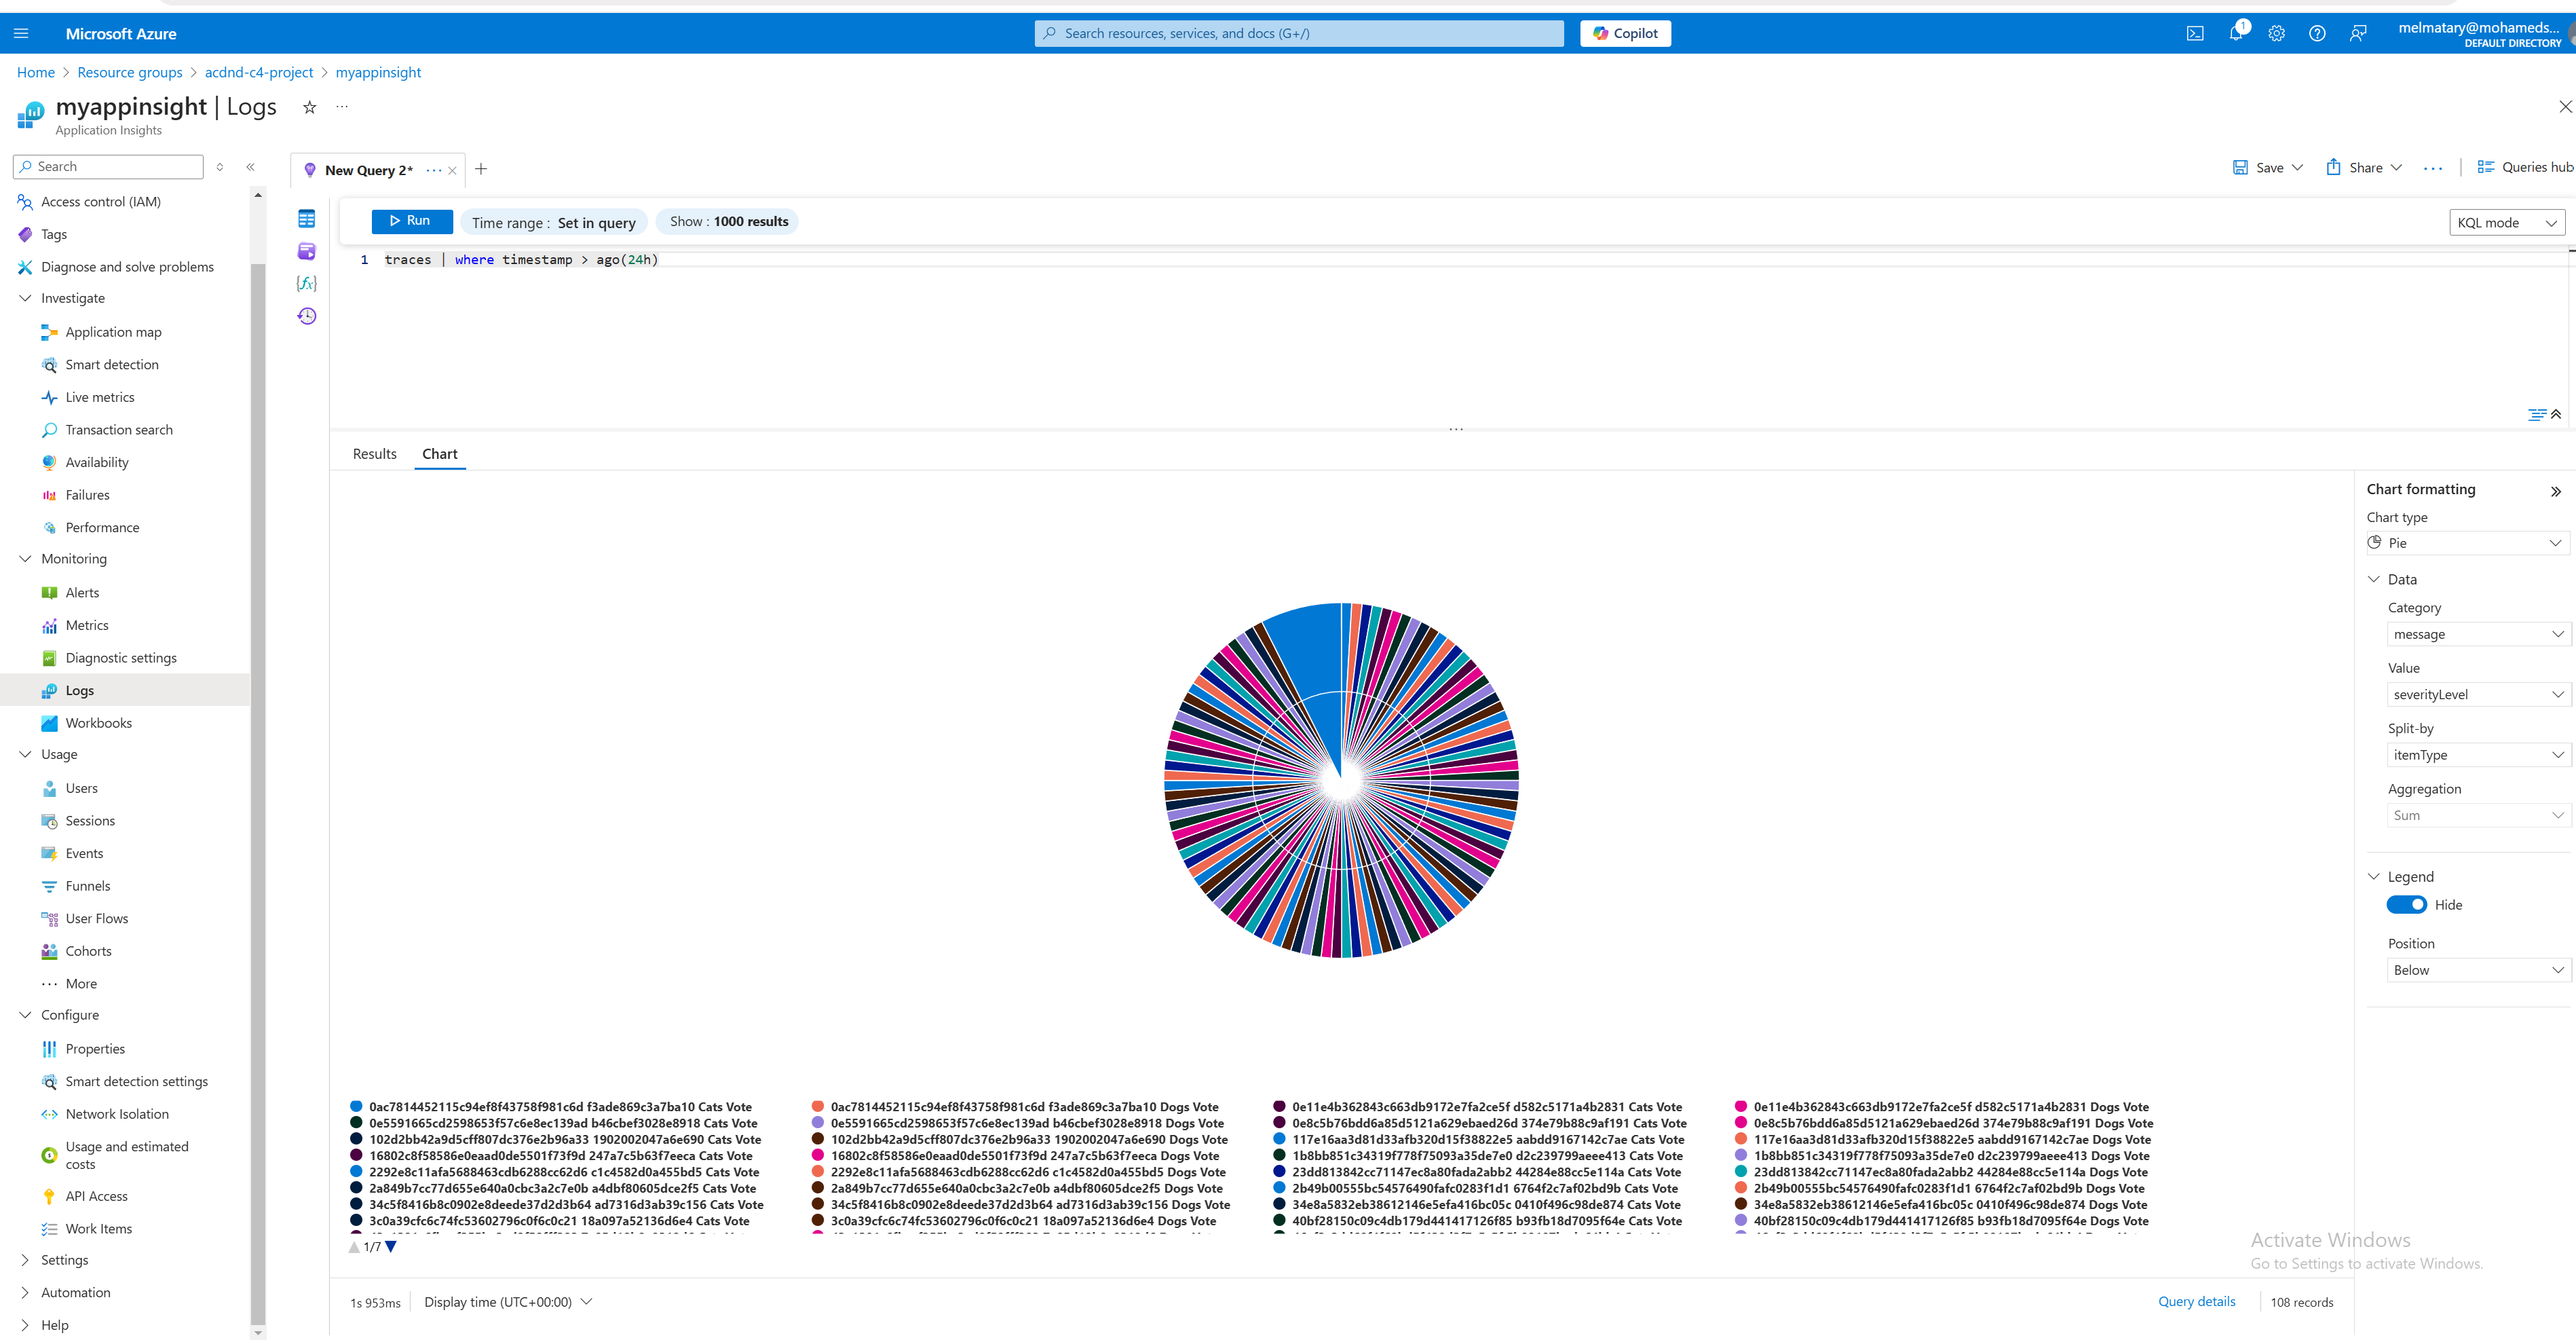 Microsoft Azure
Search resources, services, and docs (G+/)
Copilot
1
melmatary@mohameds...
DEFAULT DIRECTORY
Home > Resource groups > acdnd-c4-project > myappinsight
myappinsight | Logs
Application Insights
Search
Access control (IAM)
Tags
Diagnose and solve problems
Investigate
Application map
Smart detection
Live metrics
Transaction search
Availability
Failures
Performance
Monitoring
Alerts
Metrics
Diagnostic settings
Logs
Workbooks
Usage
Users
Sessions
Events
Funnels
User Flows
Cohorts
More
Configure
Properties
Smart detection settings
Network Isolation
Usage and estimated
costs
API Access
Work Items
Settings
Automation
Help
New Query 2*
Save
Share
Queries hub
Run
Time range : Set in query
Show : 1000 results
KQL mode
1 traces | where timestamp > ago(24h)
Results
Chart
Chart formatting
Chart type
Pie
Data
Category
message
Value
severityLevel
Split-by
itemType
Aggregation
Sum
Legend
Hide
Position
Below
0ac7814452115c94ef8f43758f981c6d f3ade869c3a7ba10 Cats Vote
0ac7814452115c94ef8f43758f981c6d f3ade869c3a7ba10 Dogs Vote
0e11e4b362843c663db9172e7fa2ce5f d582c5171a4b2831 Cats Vote
0e11e4b362843c663db9172e7fa2ce5f d582c5171a4b2831 Dogs Vote
0e5591665cd2598653f57c6e8ec139ad b46cbef3028e8918 Cats Vote
0e5591665cd2598653f57c6e8ec139ad b46cbef3028e8918 Dogs Vote
0e8c5b76bdd6a85d5121a629ebaed26d 374e79b88c9af191 Cats Vote
0e8c5b76bdd6a85d5121a629ebaed26d 374e79b88c9af191 Dogs Vote
102d2bb42a9d5cff807dc376e2b96a33 1902002047a6e690 Cats Vote
102d2bb42a9d5cff807dc376e2b96a33 1902002047a6e690 Dogs Vote
117e16aa3d81d33afb320d15f38822e5 aabdd9167142c7ae Cats Vote
117e16aa3d81d33afb320d15f38822e5 aabdd9167142c7ae Dogs Vote
16802c8f58586e0eaad0de5501f73f9d 247a7c5b63f7eeca Cats Vote
16802c8f58586e0eaad0de5501f73f9d 247a7c5b63f7eeca Dogs Vote
1b8bb851c34319f778f75093a35de7e0 d2c239799aeee413 Cats Vote
1b8bb851c34319f778f75093a35de7e0 d2c239799aeee413 Dogs Vote
2292e8c11afa5688463cdb6288cc62d6 c1c4582d0a455bd5 Cats Vote
2292e8c11afa5688463cdb6288cc62d6 c1c4582d0a455bd5 Dogs Vote
23dd813842cc71147ec8a80fada2abb2 44284e88cc5e114a Cats Vote
23dd813842cc71147ec8a80fada2abb2 44284e88cc5e114a Dogs Vote
2a849b7cc77d655e640a0cbc3a2c7e0b a4dbf80605dce2f5 Cats Vote
2a849b7cc77d655e640a0cbc3a2c7e0b a4dbf80605dce2f5 Dogs Vote
2b49b00555bc54576490fafc0283f1d1 6764f2c7af02bd9b Cats Vote
2b49b00555bc54576490fafc0283f1d1 6764f2c7af02bd9b Dogs Vote
34c5f8416b8c0902e8deede37d2d3b64 ad7316d3ab39c156 Cats Vote
34c5f8416b8c0902e8deede37d2d3b64 ad7316d3ab39c156 Dogs Vote
34e8a5832eb38612146e5efa416bc05c 0410f496c98de874 Cats Vote
34e8a5832eb38612146e5efa416bc05c 0410f496c98de874 Dogs Vote
3c0a39cfc6c74fc53602796c0f6c0c21 18a097a52136d6e4 Cats Vote
3c0a39cfc6c74fc53602796c0f6c0c21 18a097a52136d6e4 Dogs Vote
40bf28150c09c4db179d441417126f85 b93fb18d7095f64e Cats Vote
40bf28150c09c4db179d441417126f85 b93fb18d7095f64e Dogs Vote
1/7
Activate Windows
Go to Settings to activate Windows.
1s 953ms
Display time (UTC+00:00)
Query details
108 records